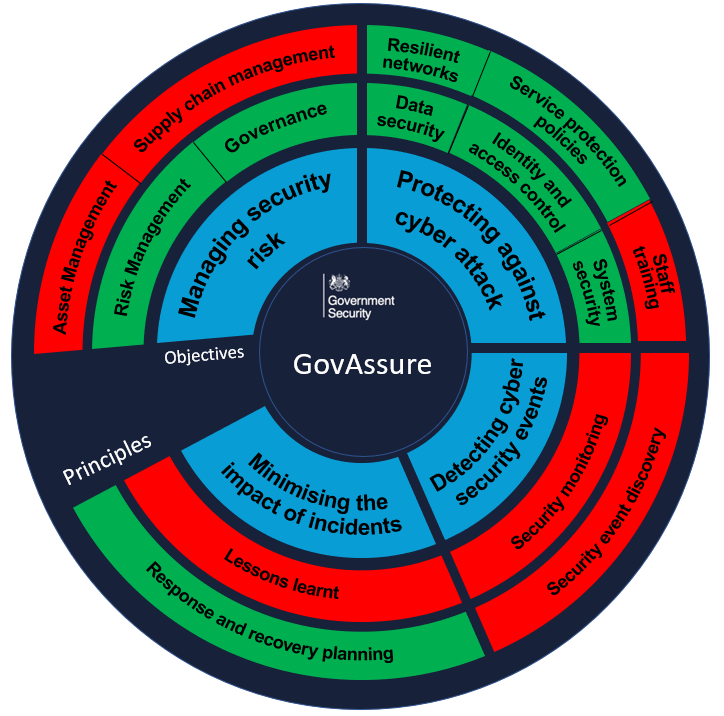 Government
Security
GovAssure
Objectives
Principles
Managing security
risk
Governance
Risk Management
Supply chain management
Asset Management
Protecting against
cyber attack
Data
security
Identity and
access control
System
security
Resilient
networks
Service protection
policies
Staff
training
Detecting cyber
security events
Security monitoring
Security event discovery
Minimising the
impact of incidents
Lessons learnt
Response and recovery planning